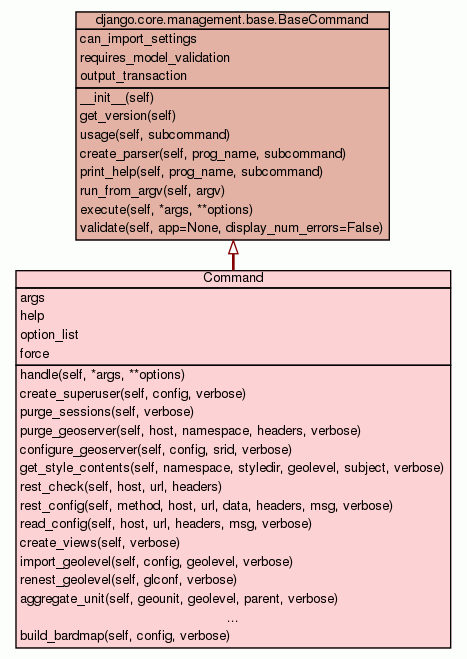 django.core.management.base.BaseCommand
can_import_settings
requires_model_validation
output_transaction
__init__(self)
get_version(self)
usage(self, subcommand)
create_parser(self, prog_name, subcommand)
print_help(self, prog_name, subcommand)
run_from_argv(self, argv)
execute(self, *args, **options)
validate(self, app=None, display_num_errors=False)
Command
args
help
option_list
force
handle(self, *args, **options)
create_superuser(self, config, verbose)
purge_sessions(self, verbose)
purge_geoserver(self, host, namespace, headers, verbose)
configure_geoserver(self, config, srid, verbose)
get_style_contents(self, namespace, styledir, geolevel, subject, verbose)
rest_check(self, host, url, headers)
rest_config(self, method, host, url, data, headers, msg, verbose)
read_config(self, host, url, headers, msg, verbose)
create_views(self, verbose)
import_geolevel(self, config, geolevel, verbose)
renest_geolevel(self, glconf, verbose)
aggregate_unit(self, geounit, geolevel, parent, verbose)
...
build_bardmap(self, config, verbose)